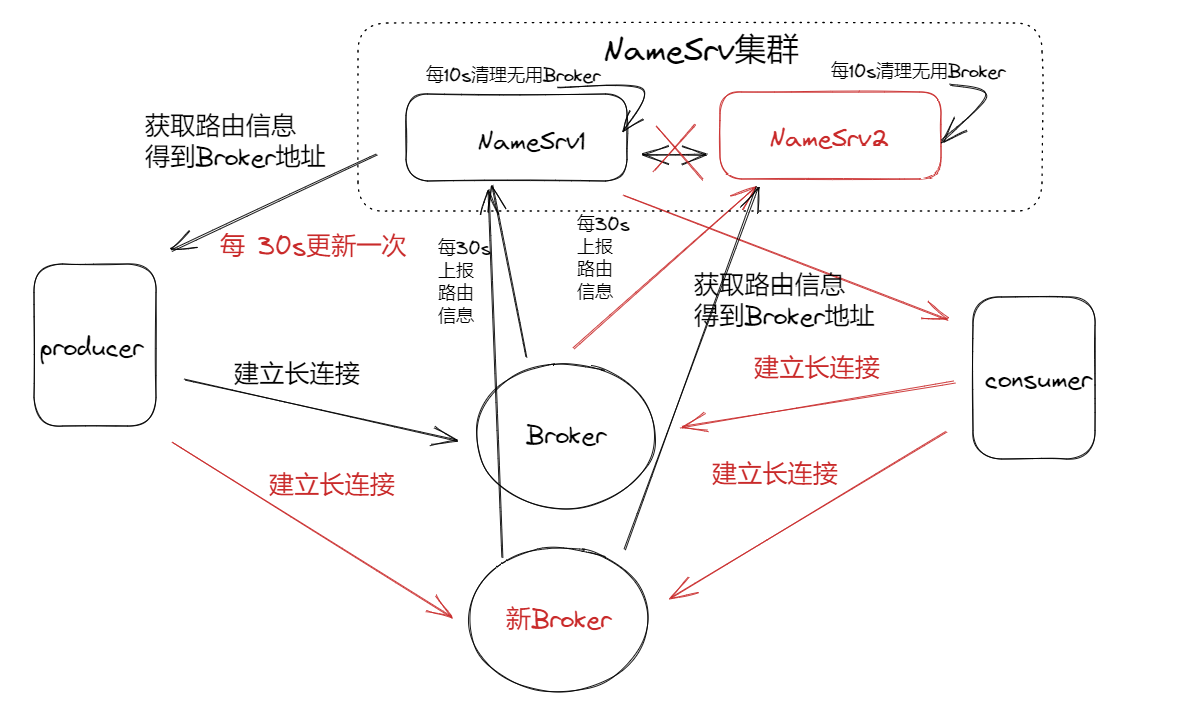 NameSrv集群
每10s清理无用Broker
每10s清理无用Broker
NameSrv1
NameSrv2
获取路由信息
得到Broker地址
每 30s更新一次
每30s
上报
路由
信息
每30s
上报
路由
信息
获取路由信息
得到Broker地址
producer
建立长连接
Broker
建立长连接
consumer
建立长连接
建立长连接
新Broker